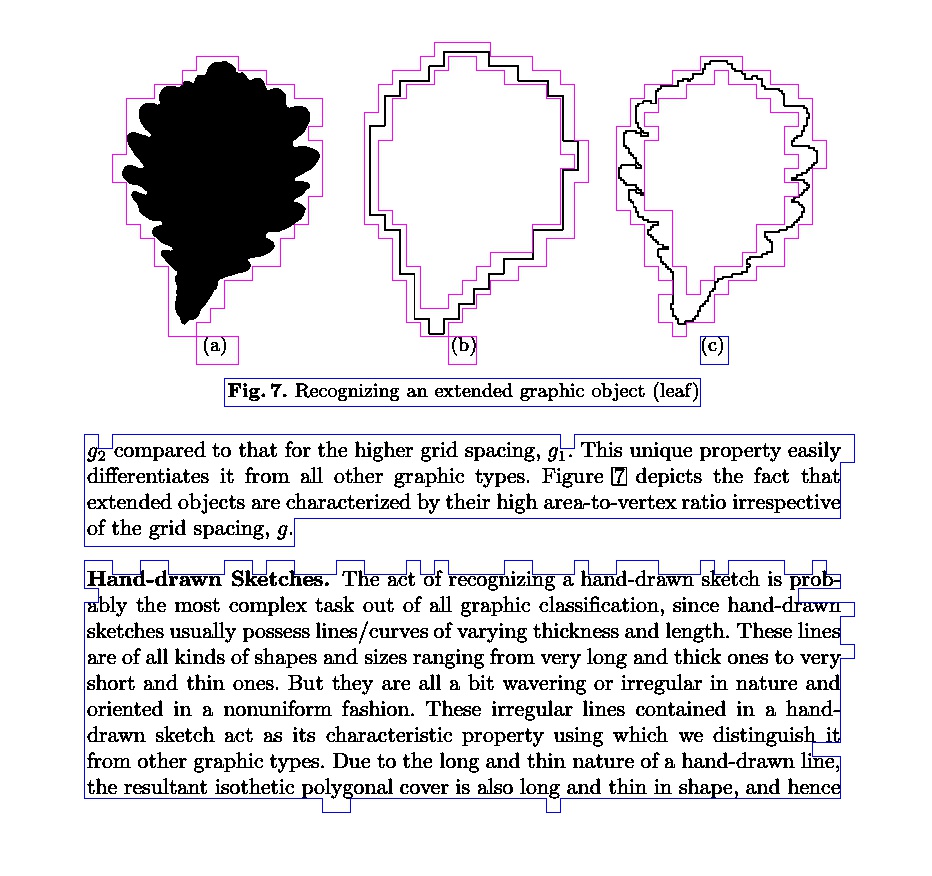 (a) (b) (c)
Fig. 7. Recognizing an extended graphic object (leaf)
g2 compared to that for the higher grid spacing, g1. This unique property easily
differentiates it from all other graphic types. Figure 7 depicts the fact that
extended objects are characterized by their high area-to-vertex ratio irrespective
of the grid spacing, g.
Hand-drawn Sketches. The act of recognizing a hand-drawn sketch is prob-
ably the most complex task out of all graphic classification, since hand-drawn
sketches usually possess lines/curves of varying thickness and length. These lines
are of all kinds of shapes and sizes ranging from very long and thick ones to very
short and thin ones. But they are all a bit wavering or irregular in nature and
oriented in a nonuniform fashion. These irregular lines contained in a hand-
drawn sketch act as its characteristic property using which we distinguish it
from other graphic types. Due to the long and thin nature of a hand-drawn line,
the resultant isothetic polygonal cover is also long and thin in shape, and hence